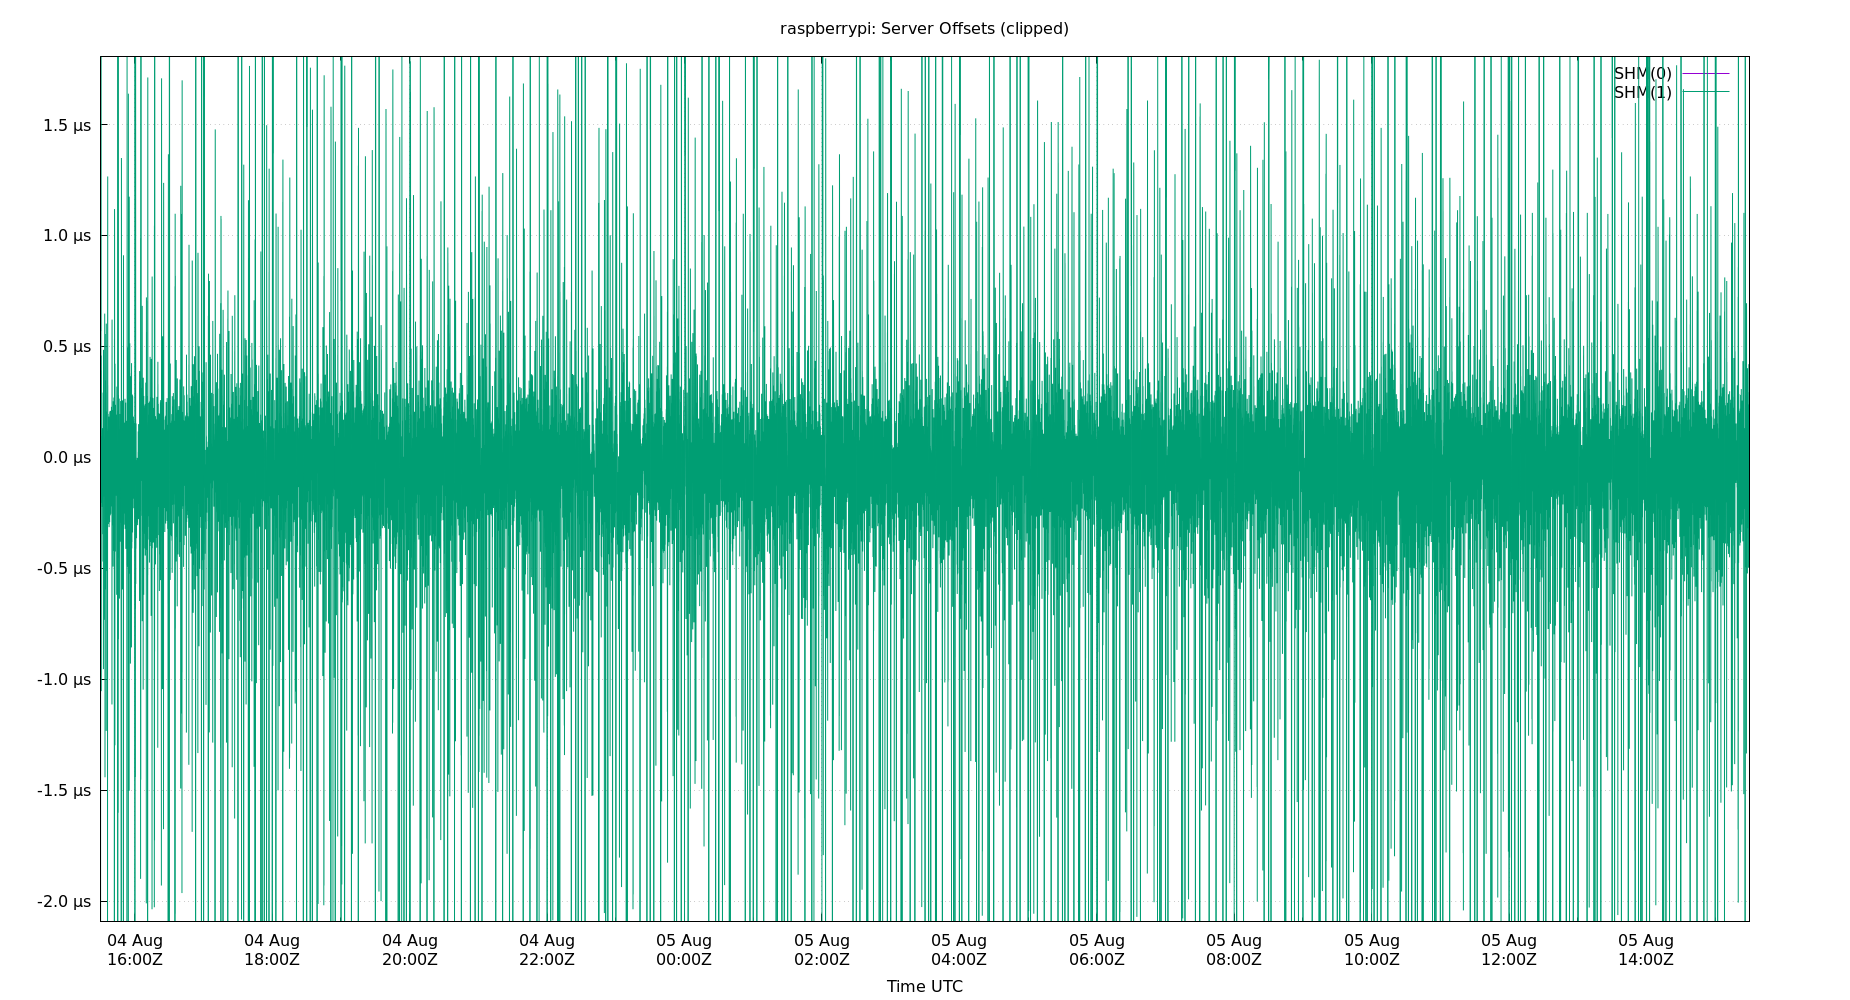 raspberrypi: Server Offsets (clipped)
SHM(0)
SHM(1)
1.5 µs
1.0 µs
0.5 µs
0.0 µs
-0.5 µs
-1.0 µs
-1.5 µs
-2.0 µs
04 Aug 04 Aug 04 Aug 04 Aug 05 Aug 05 Aug 05 Aug 05 Aug 05 Aug 05 Aug 05 Aug 05 Aug
16:00Z 18:00Z 20:00Z 22:00Z 00:00Z 02:00Z 04:00Z 06:00Z 08:00Z 10:00Z 12:00Z 14:00Z
Time UTC